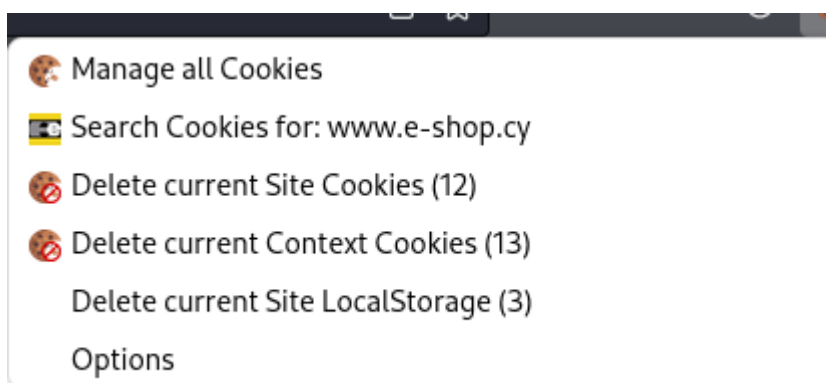 Manage all Cookies
Search Cookies for: www.e-shop.cy
Delete current Site Cookies (12)
Delete current Context Cookies (13)
Delete current Site LocalStorage (3)
Options